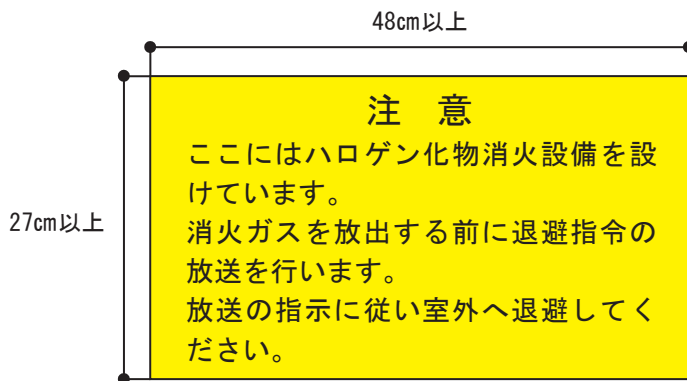 48cm以上
27cm以上
注　意
ここにはハロゲン化物消火設備を設
けています。
消火ガスを放出する前に退避指令の
放送を行います。
放送の指示に従い室外へ退避してく
ださい。